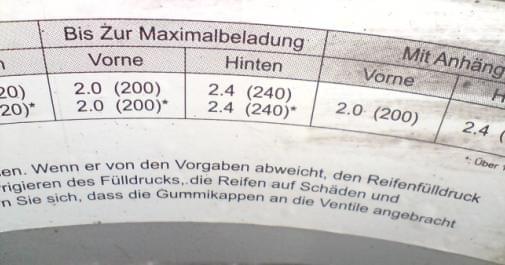 Bis Zur Maximalbeladung Mit Anhäng
Vorne Hinten Vorne H
20) 2.0 (200) 2.4 (240) 2.0 (200) 2.4 (
20)* 2.0 (200)* 2.4 (240)*
*: Über
en. Wenn er von den Vorgaben abweicht, den Reifenfülldruck
rigieren des Fülldrucks, die Reifen auf Schäden und
n Sie sich, dass die Gummikappen an die Ventile angebracht